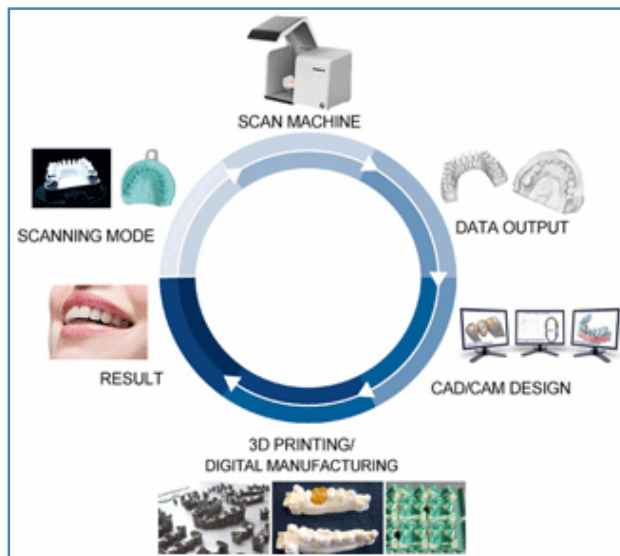 SCAN MACHINE
DATA OUTPUT
CAD/CAM DESIGN
3D PRINTING/
DIGITAL MANUFACTURING
RESULT
SCANNING MODE